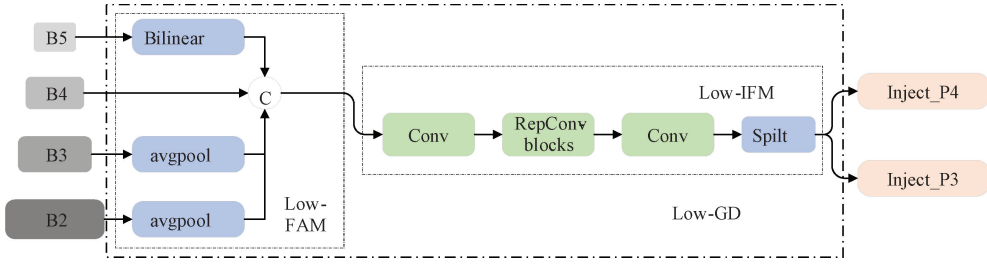 B5
Bilinear
B4
C
B3
avgpool
B2
avgpool
Low-
FAM
Low-IFM
Conv
RepConv
blocks
Conv
Spilt
Low-GD
Inject_P4
Inject_P3